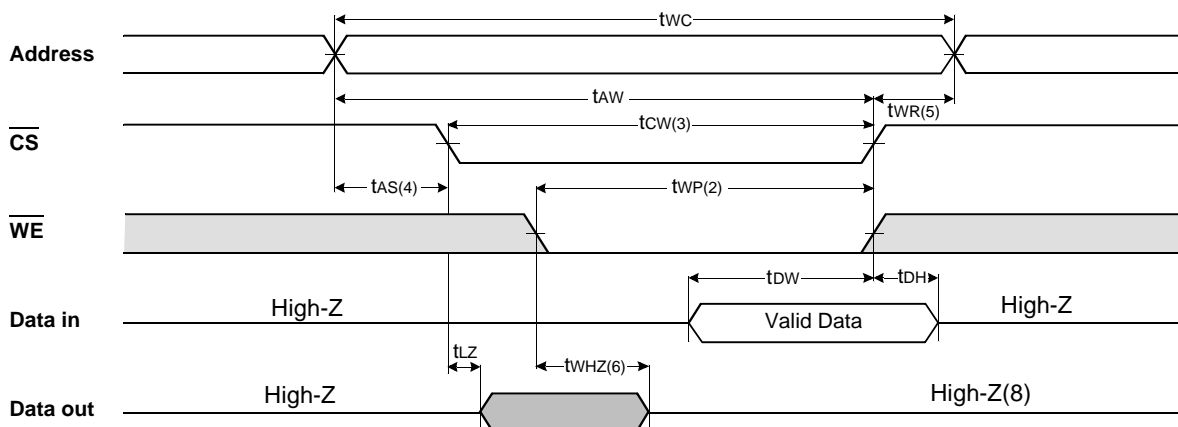 tWC
Address
tAW
tWR(5)
tCW(3)
CS
tAS(4)
tWP(2)
WE
tDW
tDH
High-Z
High-Z
Data in
Valid Data
tLZ
tWHZ(6)
High-Z
High-Z(8)
Data out